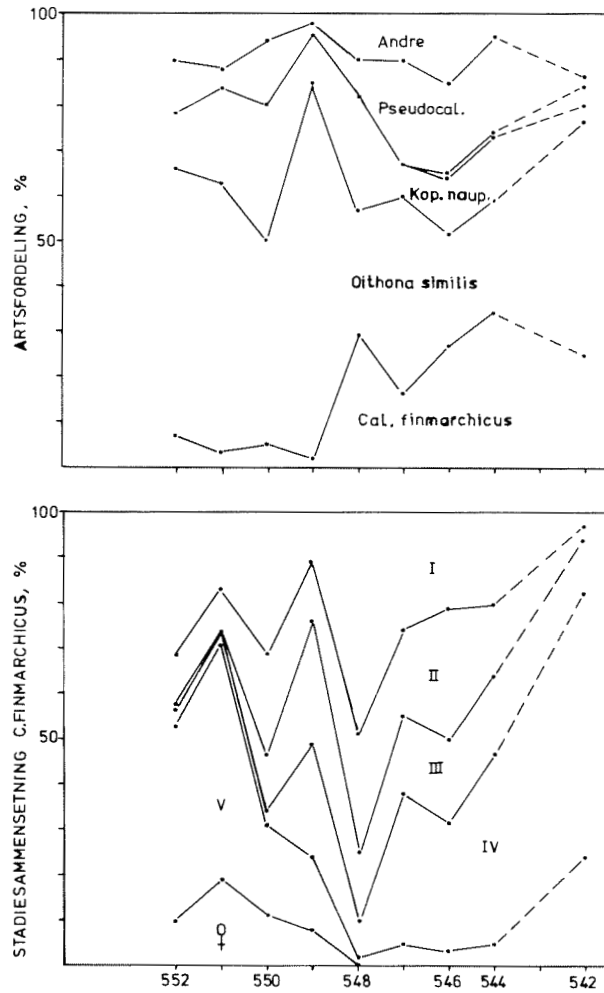 100
50
ARTSFORDELING, %
Andre
Pseudocal.
Kop. naup.
Oithona similis
Cal. finmarchicus
100
50
STADIESAMMENSETNING C.FINMARCHICUS, %
I
II
III
IV
V
♀
552 550 548 546 544 542